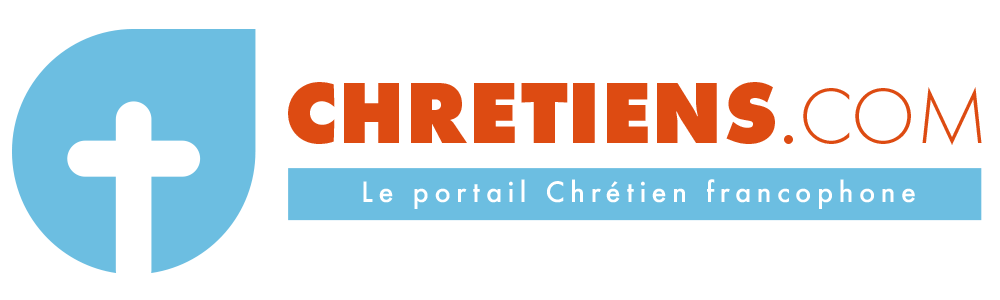 CHRETIENS.COM
Le portail Chrétien francophone